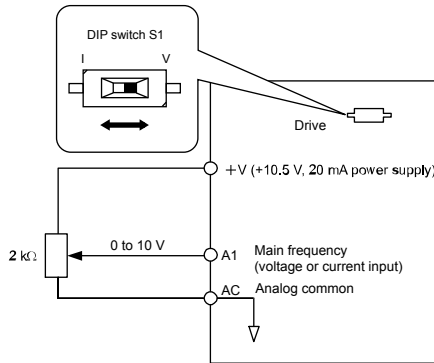 DIP switch S1
I V
Drive
+V (+10.5 V, 20 mA power supply)
2 kΩ
0 to 10 V
A1 Main frequency
(voltage or current input)
AC Analog common